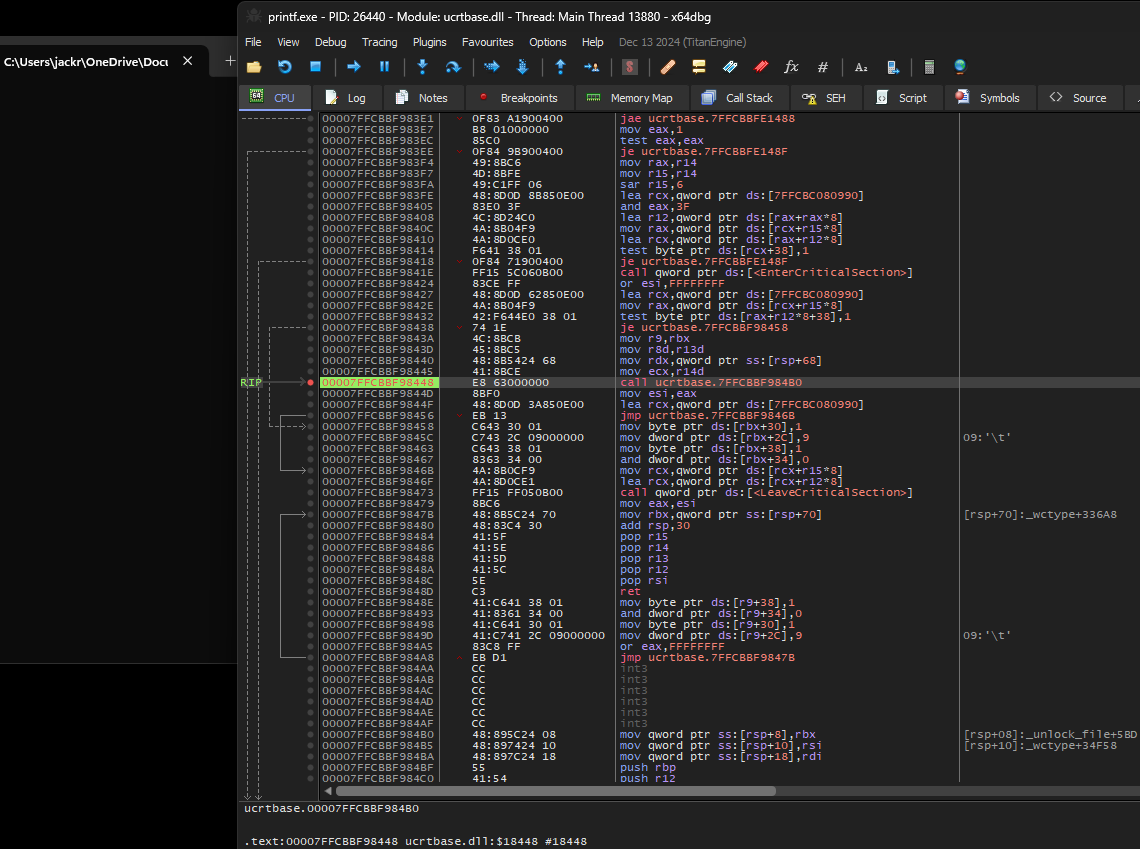 printf.exe - PID: 26440 - Module: ucrtbase.dll - Thread: Main Thread 13880 - x64dbg
File View Debug Tracing Plugins Favourites Options Help Dec 13 2024 (TitanEngine)
C:\Users\jackr\OneDrive\Docu
CPU Log Notes Breakpoints Memory Map Call Stack SEH Script Symbols Source
00007FFCBBF983E1 0F83 A1900400 jae ucrtbase.7FFCBBFE1488
00007FFCBBF983E7 B8 01000000 mov eax,1
00007FFCBBF983EC 85C0 test eax,eax
00007FFCBBF983EE 0F84 9B900400 je ucrtbase.7FFCBBFE148F
00007FFCBBF983F4 49:8BC6 mov rax,r14
00007FFCBBF983F7 4D:8BFE mov r15,r14
00007FFCBBF983FA 49:C1FF 06 sar r15,6
00007FFCBBF983FE 48:8D0D 8B850E00 lea rcx,qword ptr ds:[7FFCBC080990]
00007FFCBBF98405 83E0 3F and eax,3F
00007FFCBBF98408 4C:8D24C0 lea r12,qword ptr ds:[rax+rax*8]
00007FFCBBF9840C 4A:8B04F9 mov rax,qword ptr ds:[rcx+r15*8]
00007FFCBBF98410 4A:8D0CE0 lea rcx,qword ptr ds:[rax+r12*8]
00007FFCBBF98414 F641 38 01 test byte ptr ds:[rcx+38],1
00007FFCBBF98418 0F84 71900400 je ucrtbase.7FFCBBFE148F
00007FFCBBF9841E FF15 5C060B00 call qword ptr ds:[<EnterCriticalSection>]
00007FFCBBF98424 83CE FF or esi,FFFFFFFF
00007FFCBBF98427 48:8D0D 62850E00 lea rcx,qword ptr ds:[7FFCBC080990]
00007FFCBBF9842E 4A:8B04F9 mov rax,qword ptr ds:[rcx+r15*8]
00007FFCBBF98432 42:F644E0 38 01 test byte ptr ds:[rax+r12*8+38],1
00007FFCBBF98438 74 1E je ucrtbase.7FFCBBF98458
00007FFCBBF9843A 4C:8BCB mov r9,rbx
00007FFCBBF9843D 45:8BC5 mov r8d,r13d
00007FFCBBF98440 48:8B5424 68 mov rdx,qword ptr ss:[rsp+68]
00007FFCBBF98445 41:8BCE mov ecx,r14d
RIP 00007FFCBBF98448 E8 63000000 call ucrtbase.7FFCBBF984B0
00007FFCBBF9844D 8BF0 mov esi,eax
00007FFCBBF9844F 48:8D0D 3A850E00 lea rcx,qword ptr ds:[7FFCBC080990]
00007FFCBBF98456 EB 13 jmp ucrtbase.7FFCBBF9846B
00007FFCBBF98458 C643 30 01 mov byte ptr ds:[rbx+30],1
00007FFCBBF9845C C743 2C 09000000 mov dword ptr ds:[rbx+2C],9 09:'\t'
00007FFCBBF98463 C643 38 01 mov byte ptr ds:[rbx+38],1
00007FFCBBF98467 8363 34 00 and dword ptr ds:[rbx+34],0
00007FFCBBF9846B 4A:8B0CF9 mov rcx,qword ptr ds:[rcx+r15*8]
00007FFCBBF9846F 4A:8D0CE1 lea rcx,qword ptr ds:[rcx+r12*8]
00007FFCBBF98473 FF15 FF050B00 call qword ptr ds:[<LeaveCriticalSection>]
00007FFCBBF98479 8BC6 mov eax,esi
00007FFCBBF9847B 48:8B5C24 70 mov rbx,qword ptr ss:[rsp+70] [rsp+70]:_wctype+336A8
00007FFCBBF98480 48:83C4 30 add rsp,30
00007FFCBBF98484 41:5F pop r15
00007FFCBBF98486 41:5E pop r14
00007FFCBBF98488 41:5D pop r13
00007FFCBBF9848A 41:5C pop r12
00007FFCBBF9848C 5E pop rsi
00007FFCBBF9848D C3 ret
00007FFCBBF9848E 41:C641 38 01 mov byte ptr ds:[r9+38],1
00007FFCBBF98493 41:8361 34 00 and dword ptr ds:[r9+34],0
00007FFCBBF98498 41:C641 30 01 mov byte ptr ds:[r9+30],1
00007FFCBBF9849D 41:C741 2C 09000000 mov dword ptr ds:[r9+2C],9 09:'\t'
00007FFCBBF984A5 83C8 FF or eax,FFFFFFFF
00007FFCBBF984A8 EB D1 jmp ucrtbase.7FFCBBF9847B
00007FFCBBF984AA CC int3
00007FFCBBF984AB CC int3
00007FFCBBF984AC CC int3
00007FFCBBF984AD CC int3
00007FFCBBF984AE CC int3
00007FFCBBF984AF CC int3
00007FFCBBF984B0 48:895C24 08 mov qword ptr ss:[rsp+8],rbx [rsp+08]:_unlock_file+5BD
00007FFCBBF984B5 48:897424 10 mov qword ptr ss:[rsp+10],rsi [rsp+10]:_wctype+34F58
00007FFCBBF984BA 48:897C24 18 mov qword ptr ss:[rsp+18],rdi
00007FFCBBF984BF 55 push rbp
00007FFCBBF984C0 41:54 push r12
ucrtbase.00007FFCBBF984B0
.text:00007FFCBBF98448 ucrtbase.dll:$18448 #18448